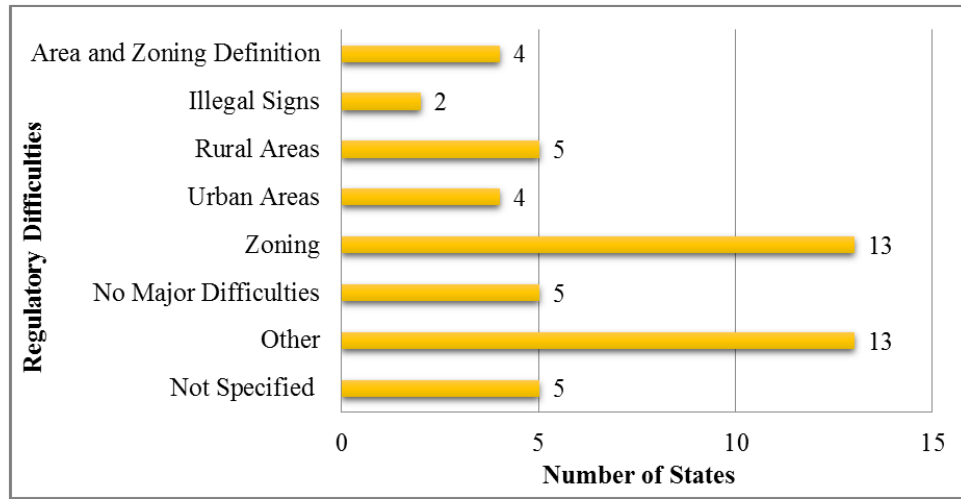 Regulatory Difficulties
Area and Zoning Definition 4
Illegal Signs 2
Rural Areas 5
Urban Areas 4
Zoning 13
No Major Difficulties 5
Other 13
Not Specified 5
0 5 10 15
Number of States